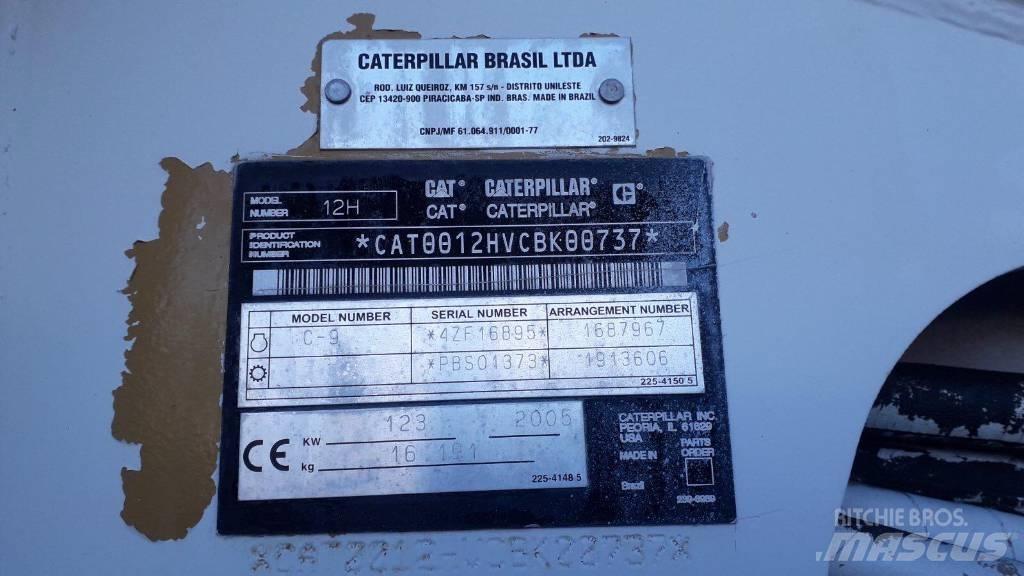 CATERPILLAR BRASIL LTDA
ROD. LUIZ QUEIROZ, KM 157 s/n - DISTRITO UNILESTE
CEP 13420-900 PIRACICABA-SP IND. BRAS. MADE IN BRAZIL
CNPJ/MF 61.064.911/0001-77
202-9824
CAT® CATERPILLAR®
CAT® CATERPILLAR®
MODEL NUMBER 12H
PRODUCT IDENTIFICATION NUMBER *CAT0012HVCBK00737*
MODEL NUMBER SERIAL NUMBER ARRANGEMENT NUMBER
C-9 *4ZF16895* 1687967
*PBS01373* 1913606
225-4150 5
CE
KW 123 2005
kg 16 191
225-4148 5
CATERPILLAR INC.
PEORIA, IL 61629
USA
MADE IN
Brazil
PARTS ORDER
RITCHIE BROS.
MASCUS